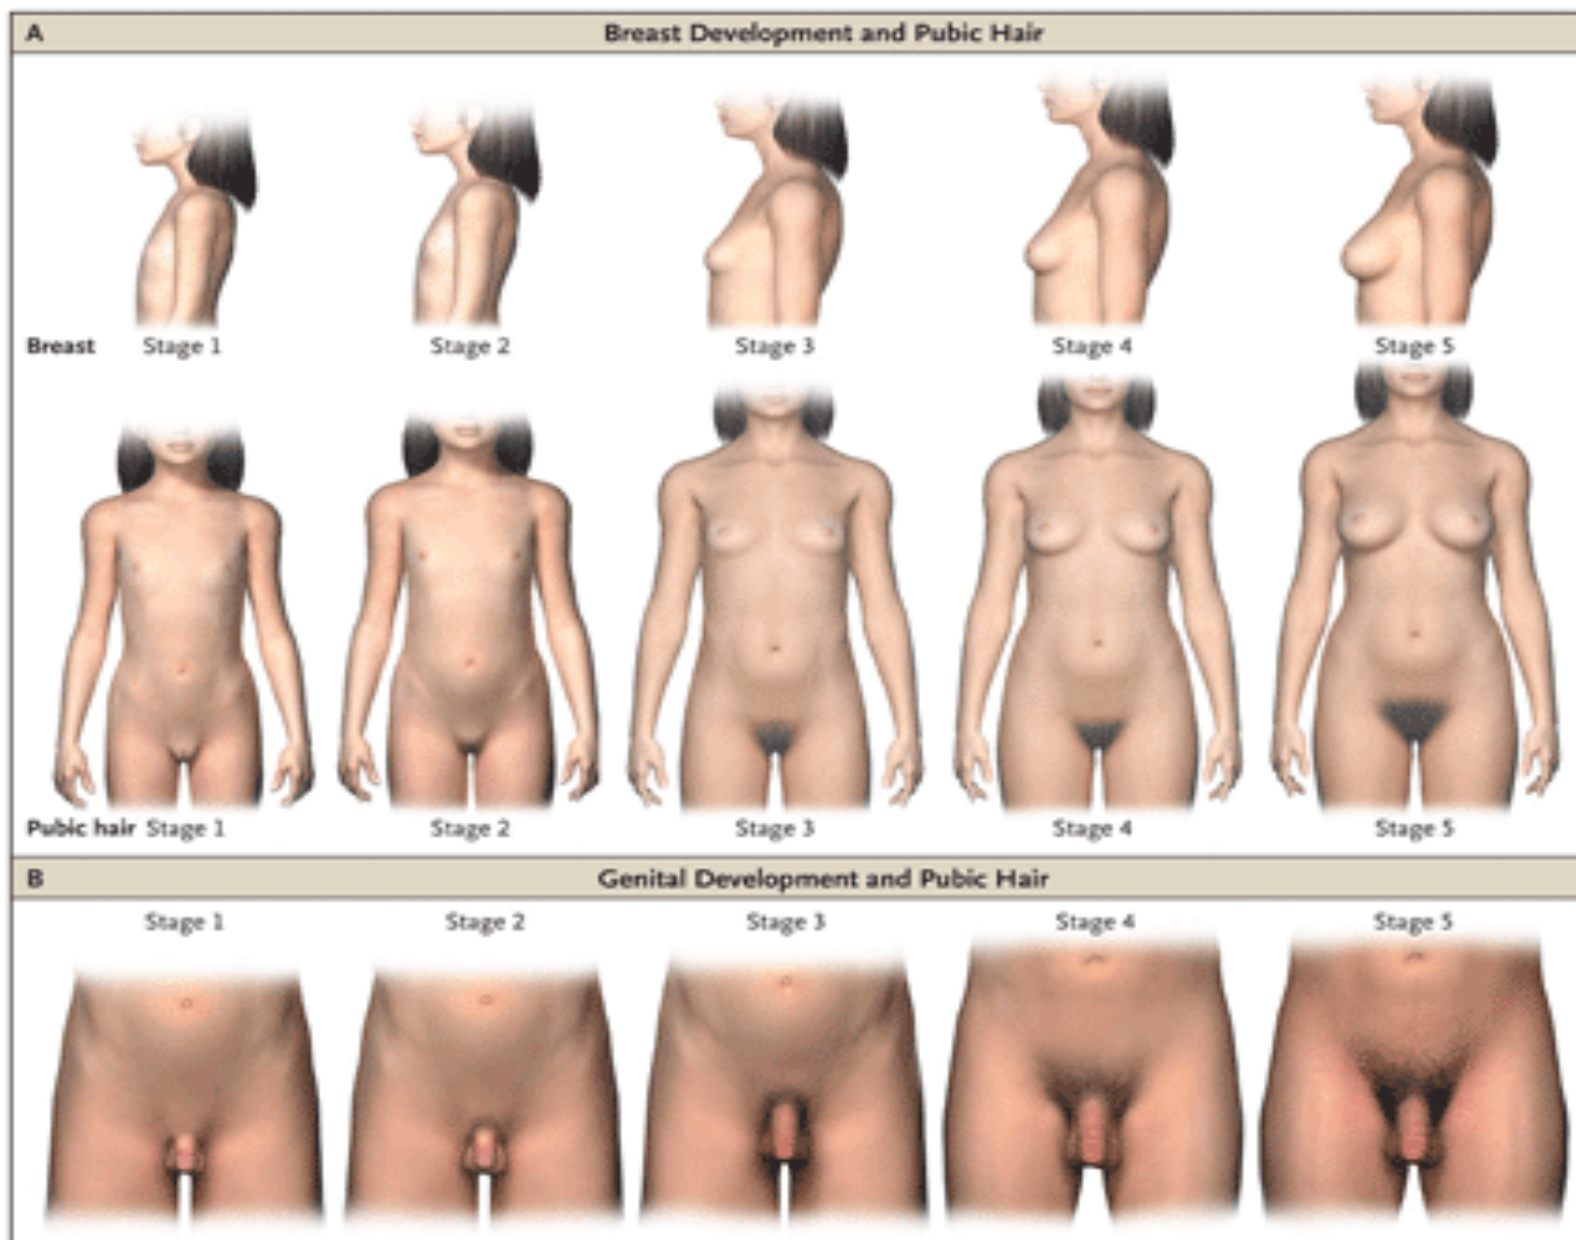 A Breast Development and Pubic Hair
Breast Stage 1 Stage 2 Stage 3 Stage 4 Stage 5
Pubic hair Stage 1 Stage 2 Stage 3 Stage 4 Stage 5
B Genital Development and Pubic Hair
Stage 1 Stage 2 Stage 3 Stage 4 Stage 5